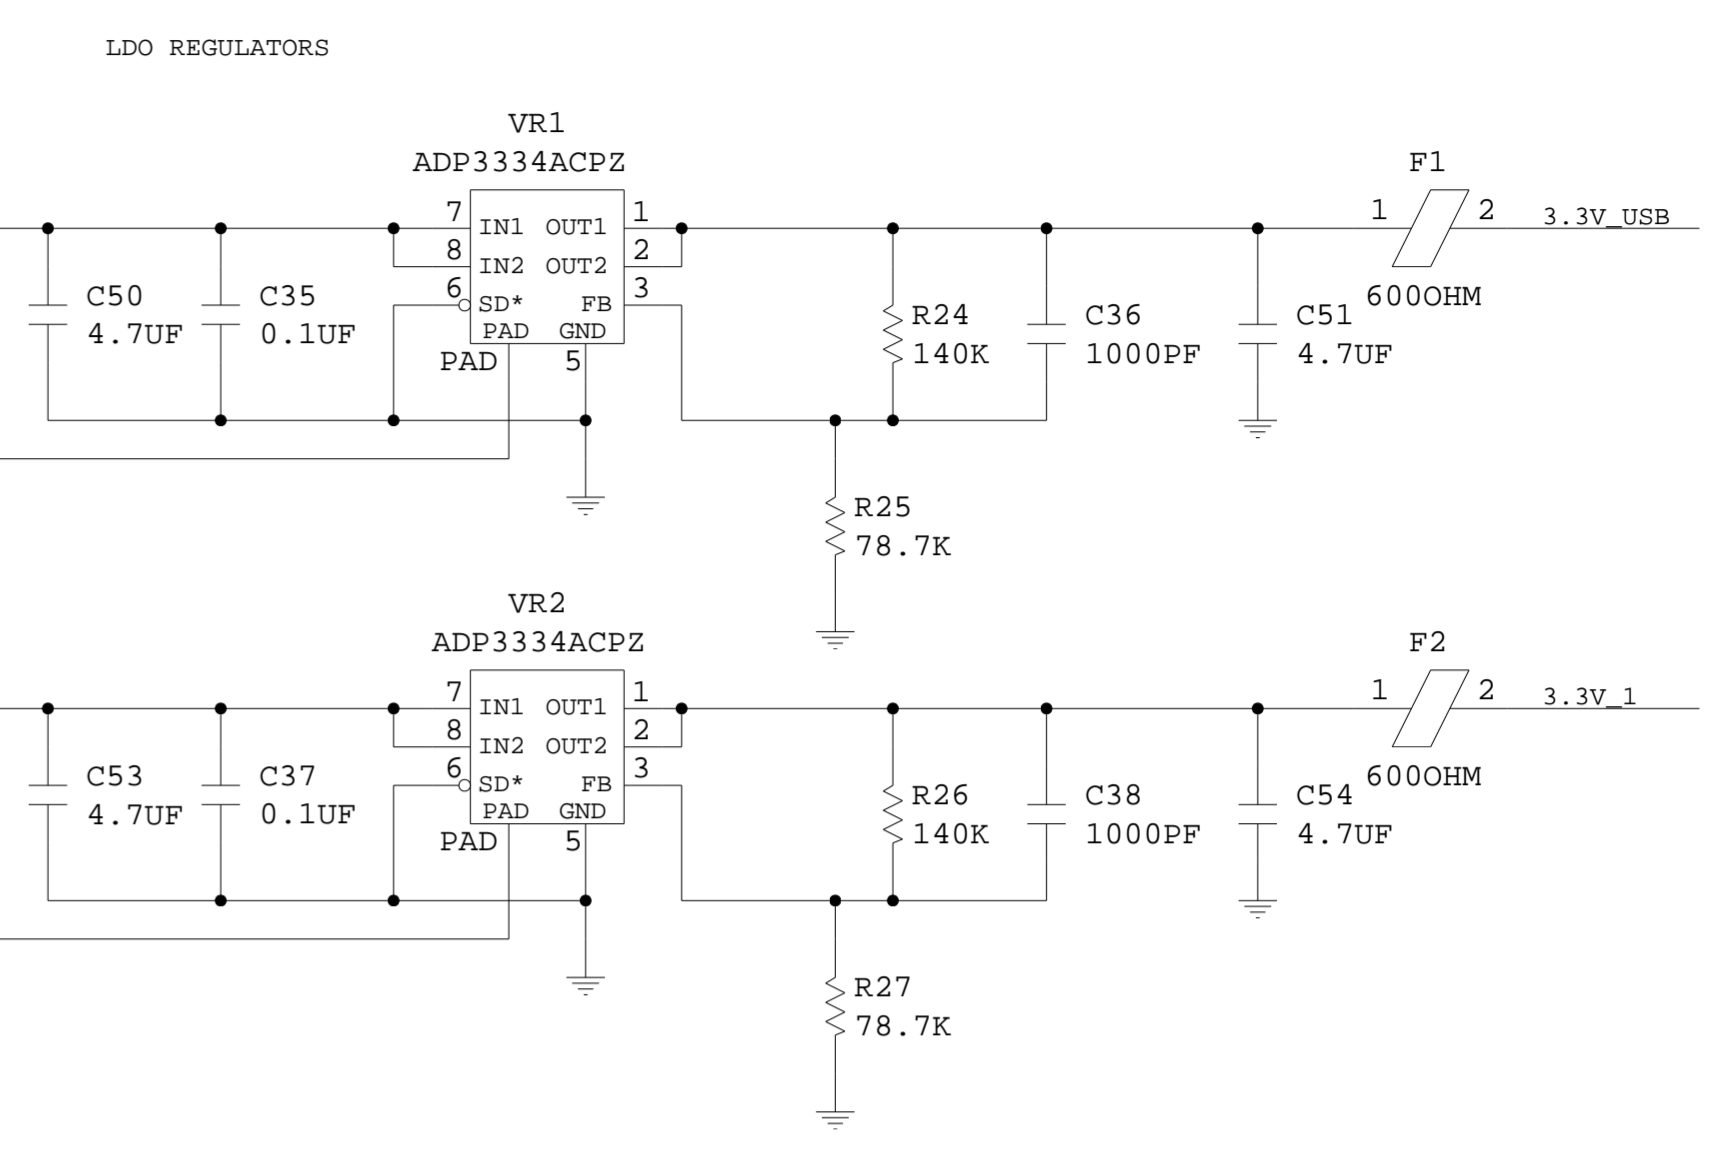 LDO REGULATORS
VR1
ADP3334ACPZ
F1
7
IN1
OUT1
1
1
2
3.3V_USB
8
IN2
OUT2
2
6
SD*
FB
3
C50
4.7UF
C35
0.1UF
600OHM
PAD
GND
PAD
5
R24
140K
C36
1000PF
C51
4.7UF
R25
78.7K
VR2
ADP3334ACPZ
F2
7
IN1
OUT1
1
1
2
3.3V_1
8
IN2
OUT2
2
6
SD*
FB
3
C53
4.7UF
C37
0.1UF
600OHM
PAD
GND
PAD
5
R26
140K
C38
1000PF
C54
4.7UF
R27
78.7K